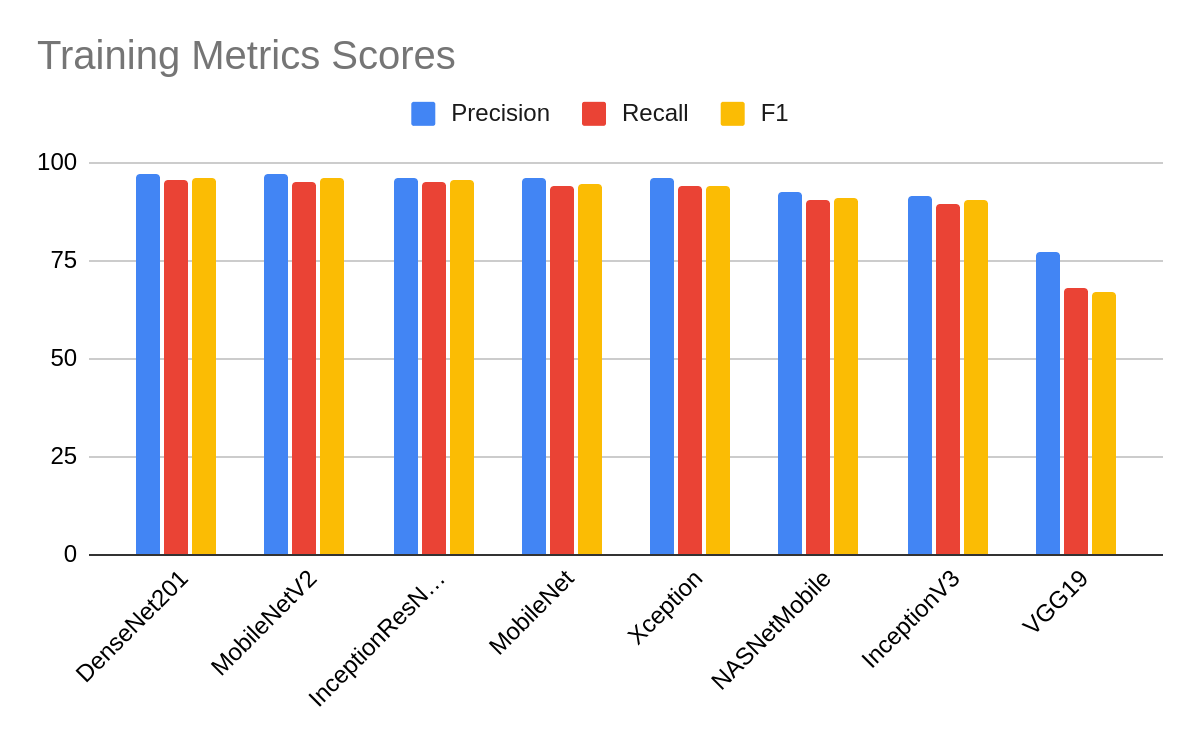 Training Metrics Scores
Precision Recall F1
100
75
50
25
0
DenseNet201
MobileNetV2
InceptionResN...
MobileNet
Xception
NASNetMobile
InceptionV3
VGG19